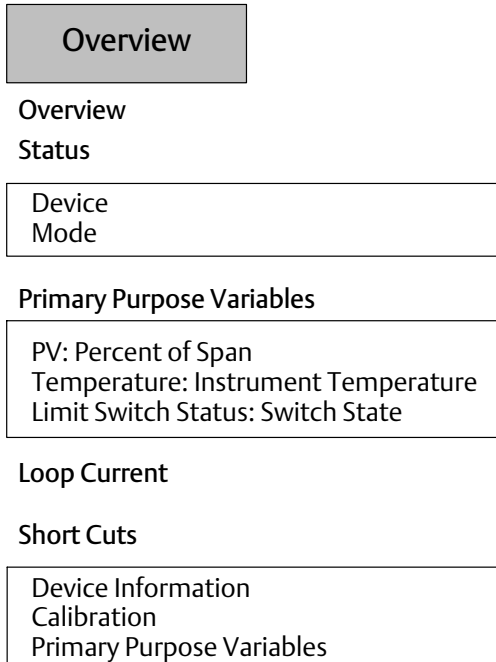 Overview
Overview
Status
Device
Mode
Primary Purpose Variables
PV: Percent of Span
Temperature: Instrument Temperature
Limit Switch Status: Switch State
Loop Current
Short Cuts
Device Information
Calibration
Primary Purpose Variables